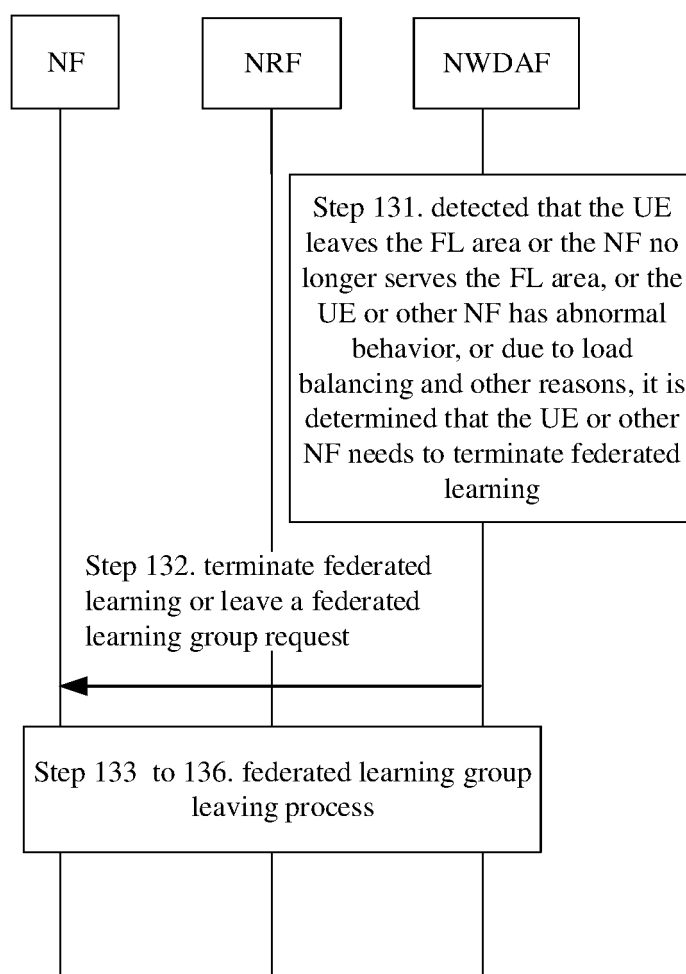 NF
NRF
NWDAF
Step 131. detected that the UE
leaves the FL area or the NF no
longer serves the FL area, or the
UE or other NF has abnormal
behavior, or due to load
balancing and other reasons, it is
determined that the UE or other
NF needs to terminate federated
learning
Step 132. terminate federated
learning or leave a federated
learning group request
Step 133 to 136. federated learning group
leaving process